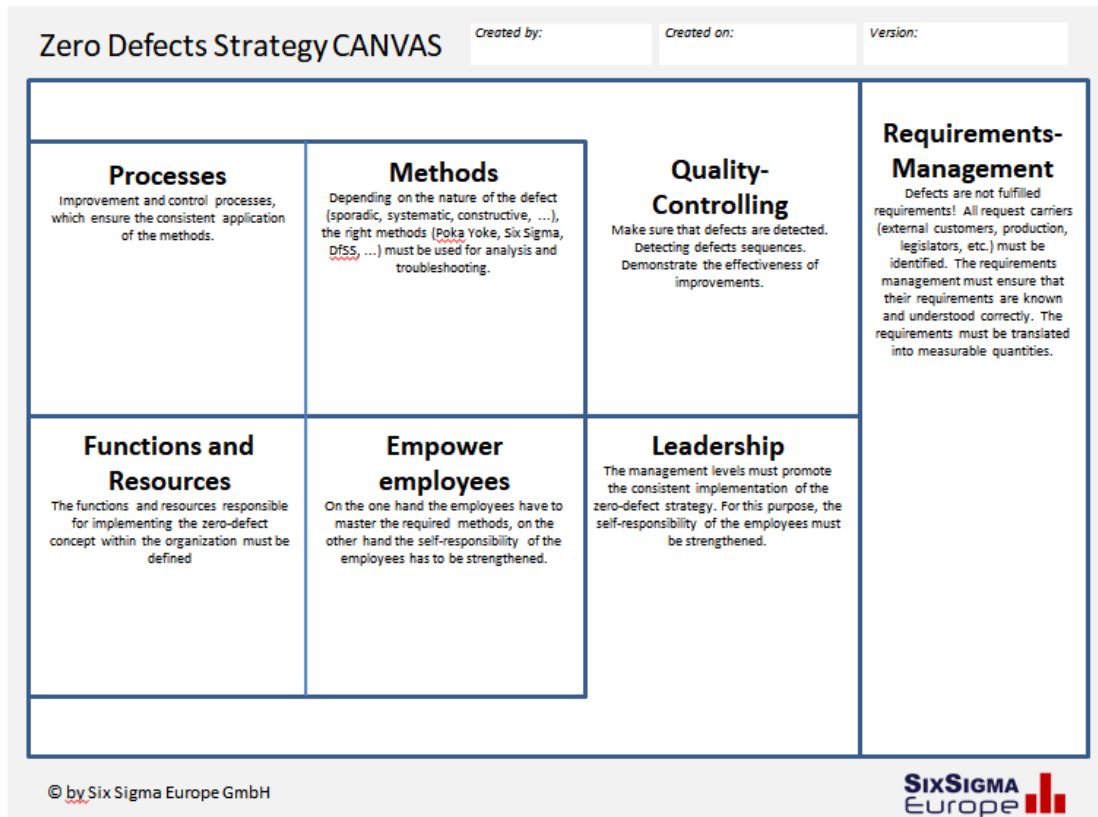 Zero Defects Strategy CANVAS
Created by:
Created on:
Version:
Processes
Improvement and control processes,
which ensure the consistent application
of the methods.
Methods
Depending on the nature of the defect
(sporadic, systematic, constructive, ...),
the right methods (Poka Yoke, Six Sigma,
DfSS, ...) must be used for analysis and
troubleshooting.
Quality-
Controlling
Make sure that defects are detected.
Detecting defects sequences.
Demonstrate the effectiveness of
improvements.
Requirements-
Management
Defects are not fulfilled
requirements! All request carriers
(external customers, production,
legislators, etc.) must be
identified. The requirements
management must ensure that
their requirements are known
and understood correctly. The
requirements must be translated
into measurable quantities.
Functions and
Resources
The functions and resources responsible
for implementing the zero-defect
concept within the organization must be
defined
Empower
employees
On the one hand the employees have to
master the required methods, on the
other hand the self-responsibility of the
employees has to be strengthened.
Leadership
The management levels must promote
the consistent implementation of the
zero-defect strategy. For this purpose, the
self-responsibility of the employees must
be strengthened.
© by Six Sigma Europe GmbH
SIXSIGMA
Europe